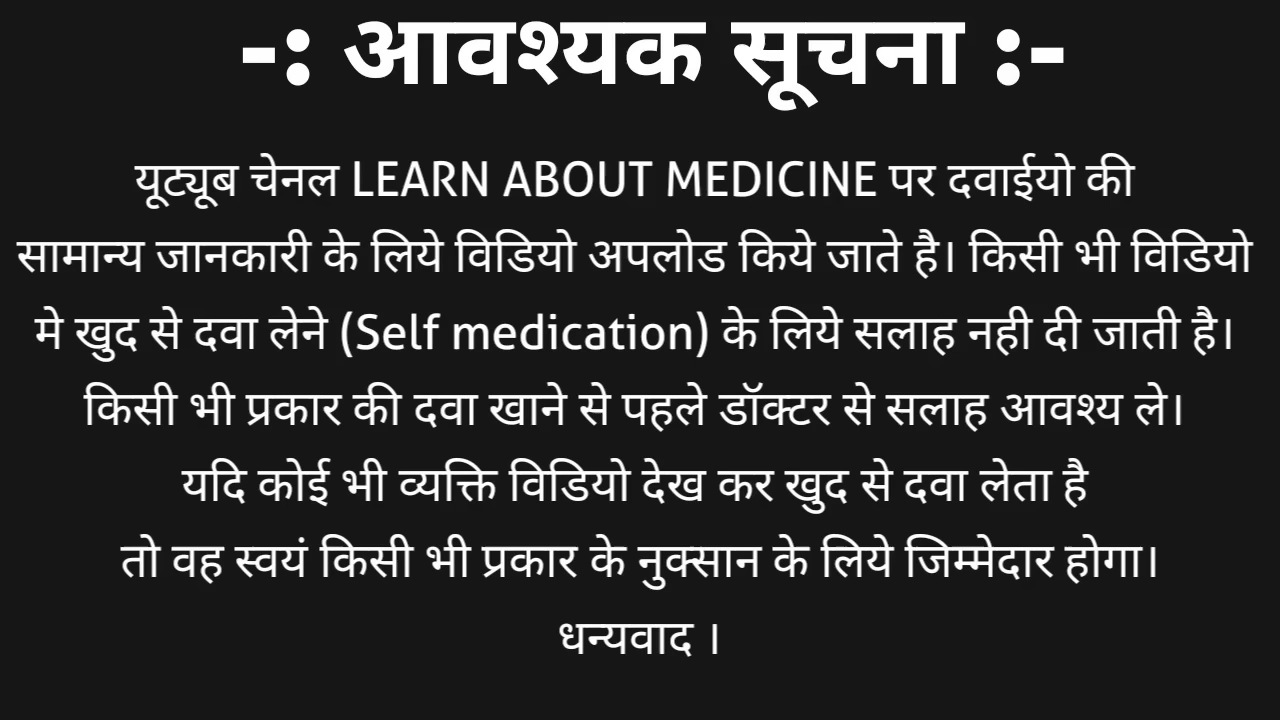 -: आवश्यक सूचना :-
यूट्यूब चेनल LEARN ABOUT MEDICINE पर दवाईयो की
सामान्य जानकारी के लिये विडियो अपलोड किये जाते है। किसी भी विडियो
मे खुद से दवा लेने (Self medication) के लिये सलाह नही दी जाती है।
किसी भी प्रकार की दवा खाने से पहले डॉक्टर से सलाह आवश्य ले।
यदि कोई भी व्यक्ति विडियो देख कर खुद से दवा लेता है
तो वह स्वयं किसी भी प्रकार के नुक्सान के लिये जिम्मेदार होगा।
धन्यवाद ।